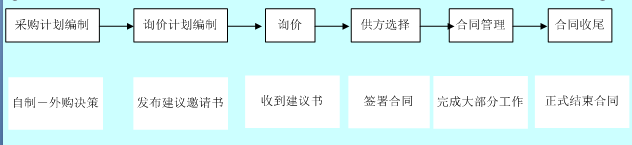 采购计划编制
询价计划编制
询价
供方选择
合同管理
合同收尾
自制－外购决策
发布建议邀请书
收到建议书
签署合同
完成大部分工作
正式结束合同